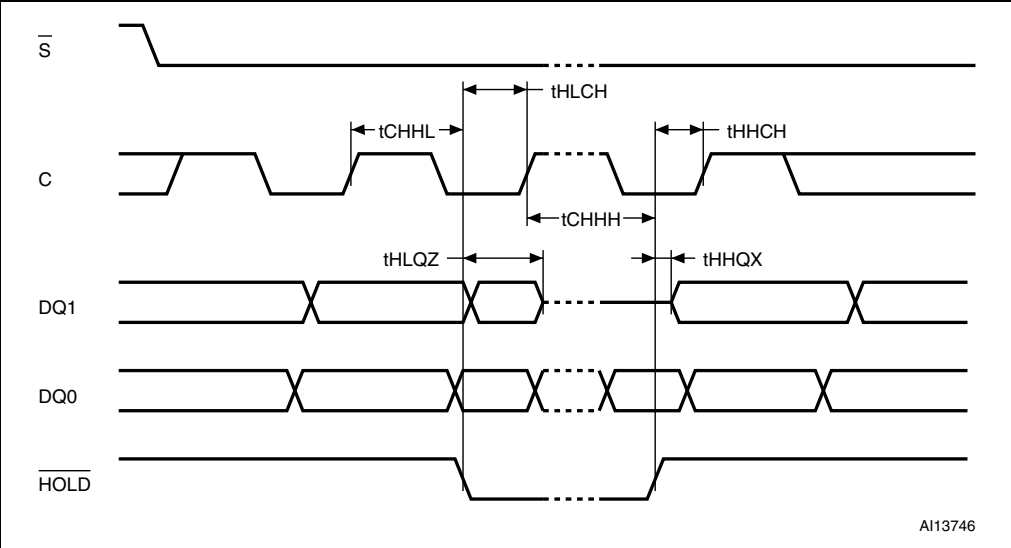 S
tHLCH
tCHHL
tHHCH
C
tCHHH
tHLQZ
tHHQX
DQ1
DQ0
HOLD
AI13746